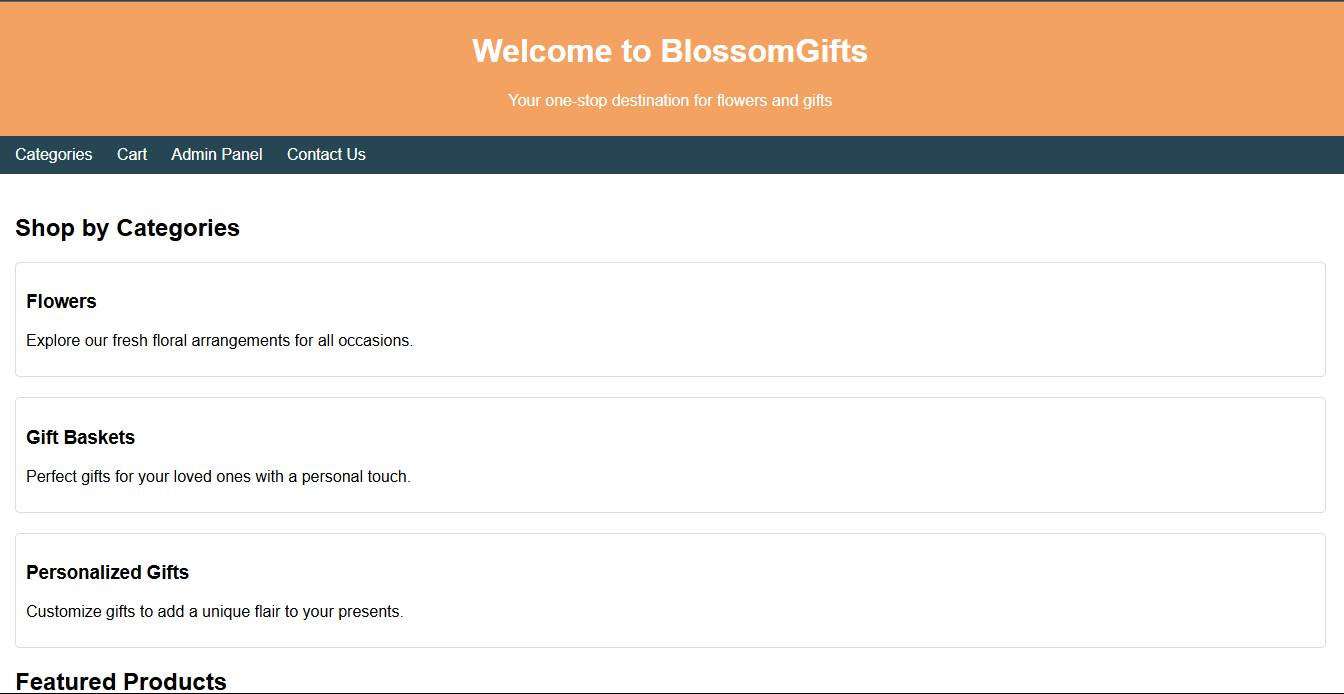 Welcome to BlossomGifts
Your one-stop destination for flowers and gifts
Categories Cart Admin Panel Contact Us
Shop by Categories
Flowers
Explore our fresh floral arrangements for all occasions.
Gift Baskets
Perfect gifts for your loved ones with a personal touch.
Personalized Gifts
Customize gifts to add a unique flair to your presents.
Featured Products